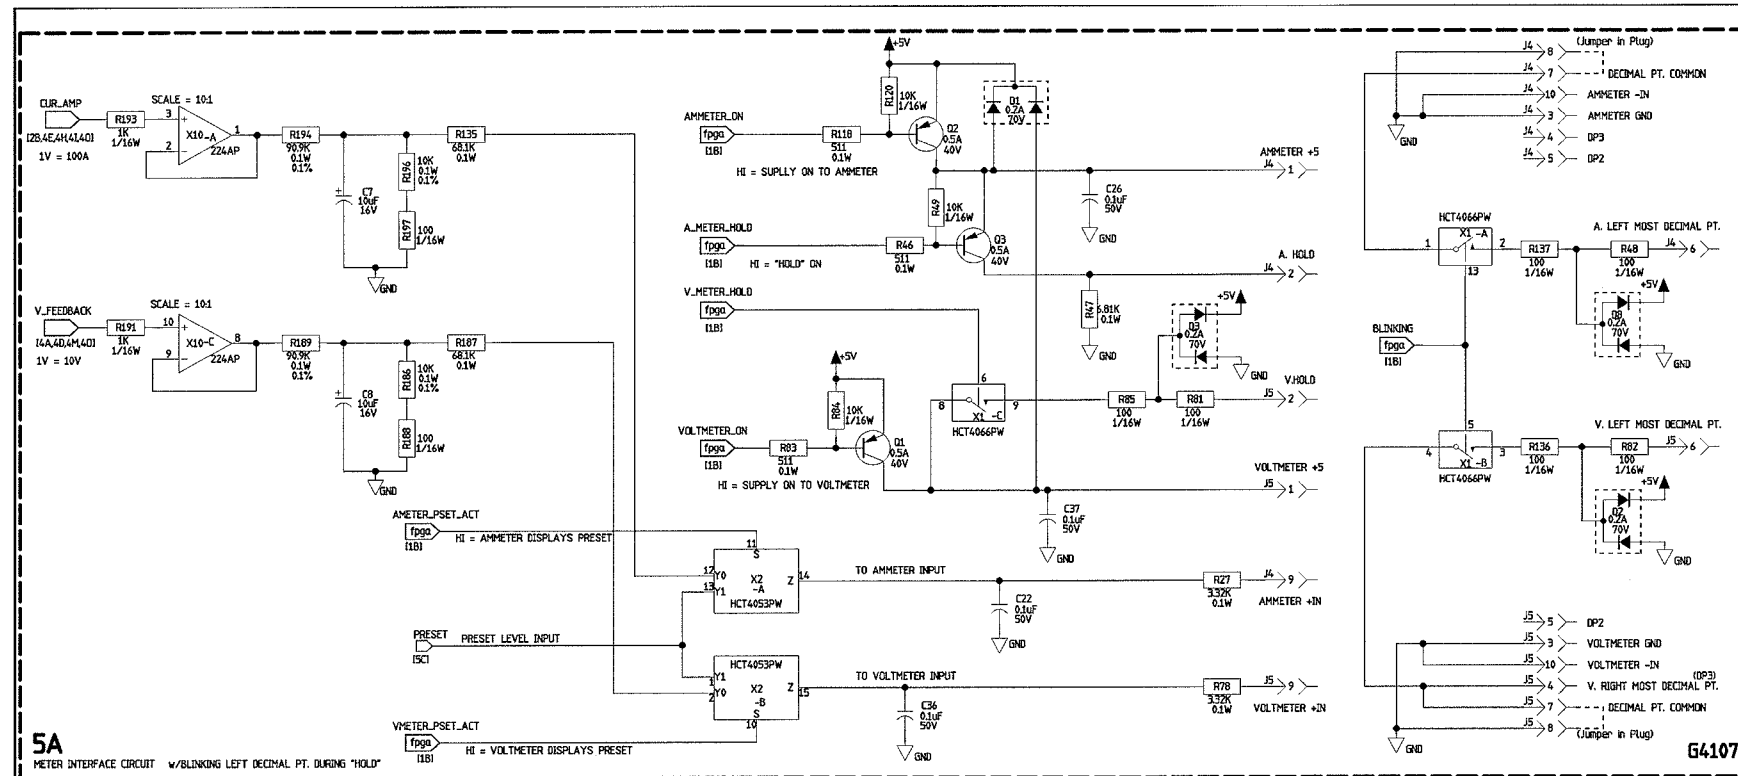 CUR_AMP
[2B,4E,4H,4I,4O]
1V = 100A
R193
1K
1/16W
SCALE = 10:1
3
+
X10 -A
1
2
-
224AP
R194
90.9K
0.1W
0.1%
R196
10K
0.1W
0.1%
C7
10uF
16V
R197
100
1/16W
GND
R135
68.1K
0.1W
V_FEEDBACK
[4A,4D,4M,4O]
1V = 10V
R191
1K
1/16W
SCALE = 10:1
10
+
X10-C
8
9
-
224AP
R189
90.9K
0.1W
0.1%
R186
10K
0.1W
0.1%
C8
10uF
16V
R188
100
1/16W
GND
R187
68.1K
0.1W
AMMETER_ON
fpga
[1B]
R118
511
0.1W
HI = SUPLLY ON TO AMMETER
+5V
R120
10K
1/16W
Q2
0.5A
40V
D1
0.2A
70V
A_METER_HOLD
fpga
[1B]
HI = "HOLD" ON
R46
511
0.1W
R49
10K
1/16W
Q3
0.5A
40V
C26
0.1uF
50V
GND
AMMETER +5
J4
1
A. HOLD
J4
2
V_METER_HOLD
fpga
[1B]
R47
6.81K
0.1W
GND
+5V
D3
0.2A
70V
GND
6
8
9
X1 -C
HCT4066PW
R85
100
1/16W
R81
100
1/16W
V.HOLD
J5
2
VOLTMETER_ON
fpga
[1B]
R83
511
0.1W
HI = SUPPLY ON TO VOLTMETER
+5V
R84
10K
1/16W
Q1
0.5A
40V
VOLTMETER +5
J5
1
C37
0.1uF
50V
GND
AMETER_PSET_ACT
fpga
[1B]
HI = AMMETER DISPLAYS PRESET
11
S
12
Y0
13
Y1
X2
-A
Z
14
HCT4053PW
TO AMMETER INPUT
C22
0.1uF
50V
GND
R27
3.32K
0.1W
J4
9
AMMETER +IN
PRESET
[5C]
PRESET LEVEL INPUT
HCT4053PW
Y1
1
Y0
2
X2
-B
Z
15
S
10
TO VOLTMETER INPUT
C36
0.1uF
50V
GND
R78
3.32K
0.1W
J5
9
VOLTMETER +IN
VMETER_PSET_ACT
fpga
[1B]
HI = VOLTMETER DISPLAYS PRESET
J4 8 (Jumper in Plug)
J4 7 DECIMAL PT. COMMON
J4 10 AMMETER -IN
J4 3 AMMETER GND
J4 4 DP3
J4 5 DP2
GND
HCT4066PW
X1 -A
1
2
13
R137
100
1/16W
A. LEFT MOST DECIMAL PT.
R48
100
1/16W
J4
6
+5V
D8
0.2A
70V
GND
BLINKING
fpga
[1B]
5
4
3
X1 -B
HCT4066PW
R136
100
1/16W
V. LEFT MOST DECIMAL PT.
R82
100
1/16W
J5
6
+5V
D2
0.2A
70V
GND
J5 5 DP2
J5 3 VOLTMETER GND
J5 10 VOLTMETER -IN
(DP3)
J5 4 V. RIGHT MOST DECIMAL PT.
J5 7 DECIMAL PT. COMMON
J5 8 (Jumper in Plug)
GND
5A
METER INTERFACE CIRCUIT W/BLINKING LEFT DECIMAL PT. DURING "HOLD"
G4107